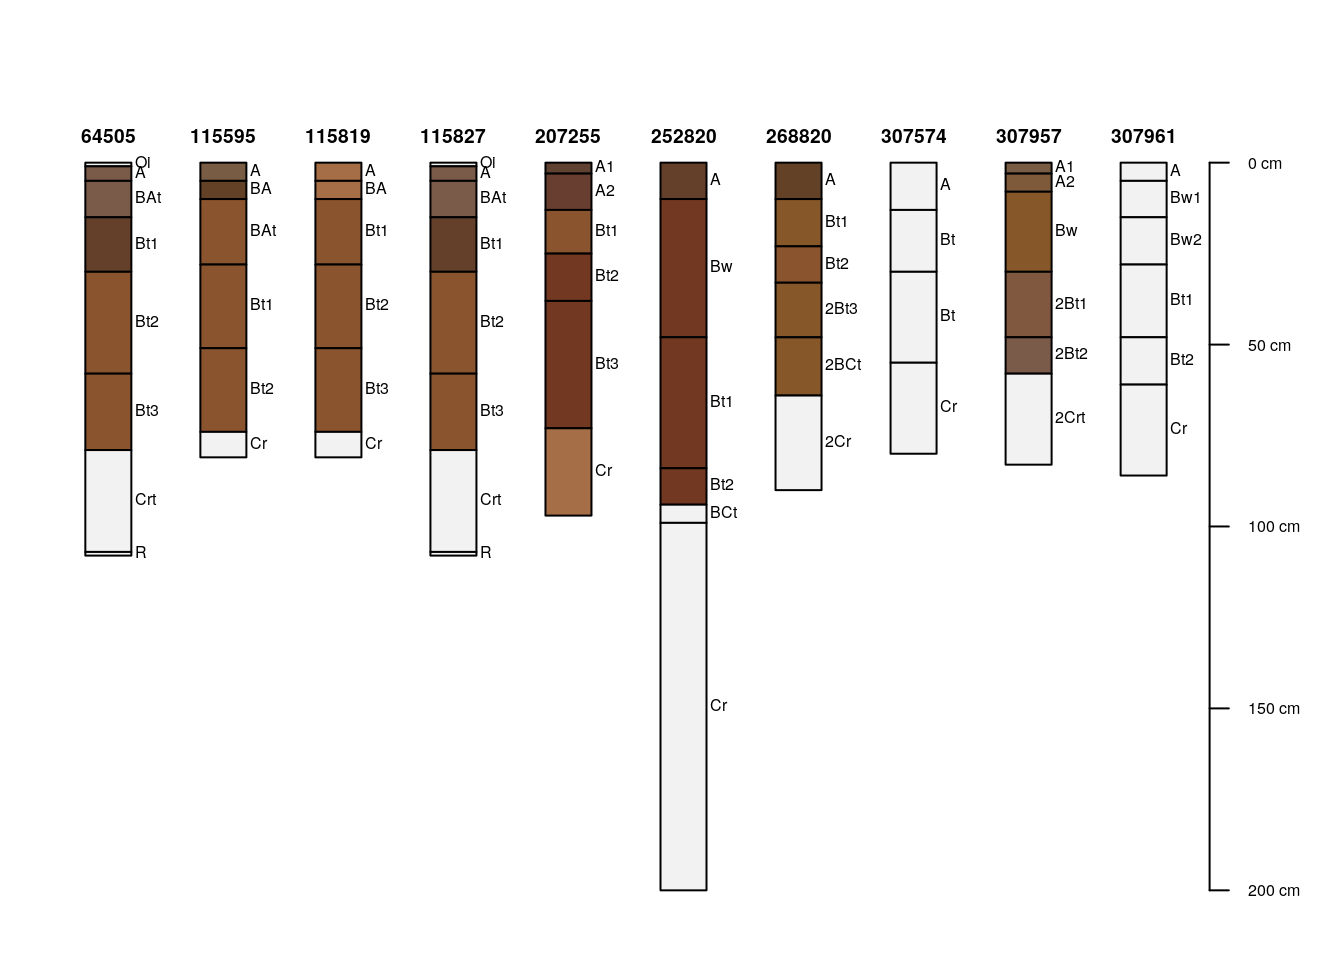 64505 115595 115819 115827 207255 252820 268820 307574 307957 307961
OI
A
BAt
Bt1
Bt2
Bt3
Crt
R
A
BA
BAt
Bt1
Bt2
Cr
A
BA
Bt1
Bt2
Bt3
Cr
OI
A
BAt
Bt1
Bt2
Bt3
Crt
R
A1
A2
Bt1
Bt2
Bt3
Cr
A
Bw
Bt1
Bt2
BCt
Cr
A
Bt1
Bt2
2Bt3
2BCt
2Cr
A
Bt
Bt
Cr
A1
A2
Bw
2Bt1
2Bt2
2Crt
A
Bw1
Bw2
Bt1
Bt2
Cr
0 cm
50 cm
100 cm
150 cm
200 cm